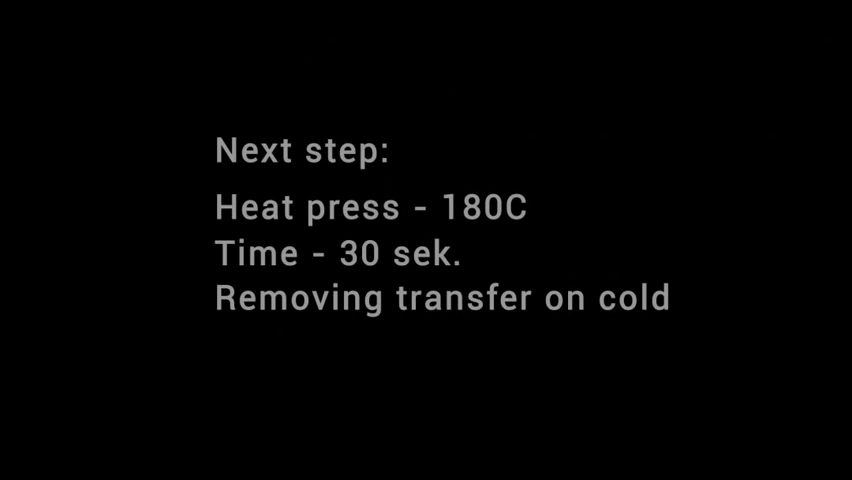 Next step:
Heat press - 180C
Time - 30 sek.
Removing transfer on cold